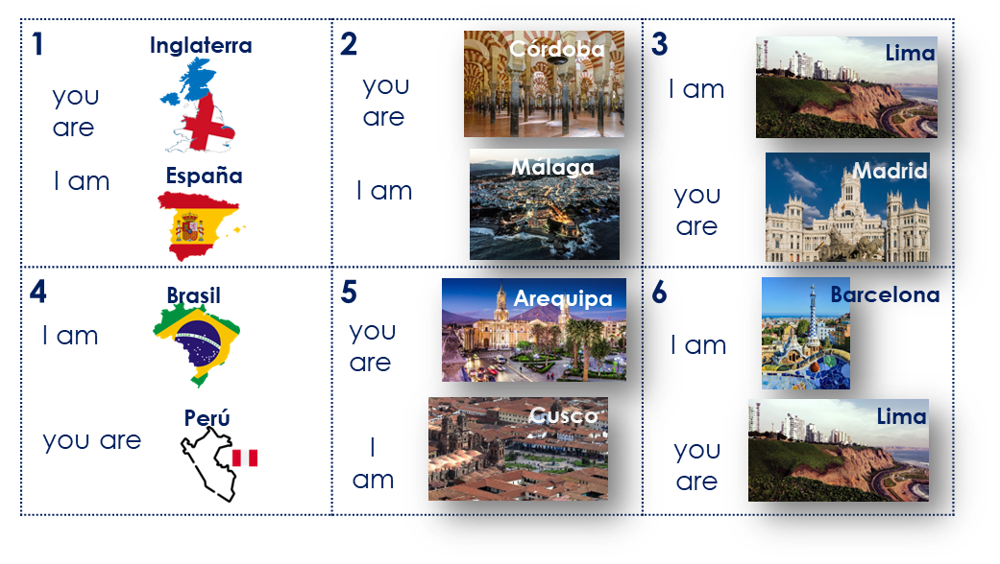 1
Inglaterra
you
are
I am
España
2
Córdoba
you
are
I am
Málaga
3
Lima
I am
Madrid
you
are
4
Brasil
I am
Perú
you are
5
Arequipa
you
are
Cusco
I
am
6
Barcelona
I am
Lima
you
are